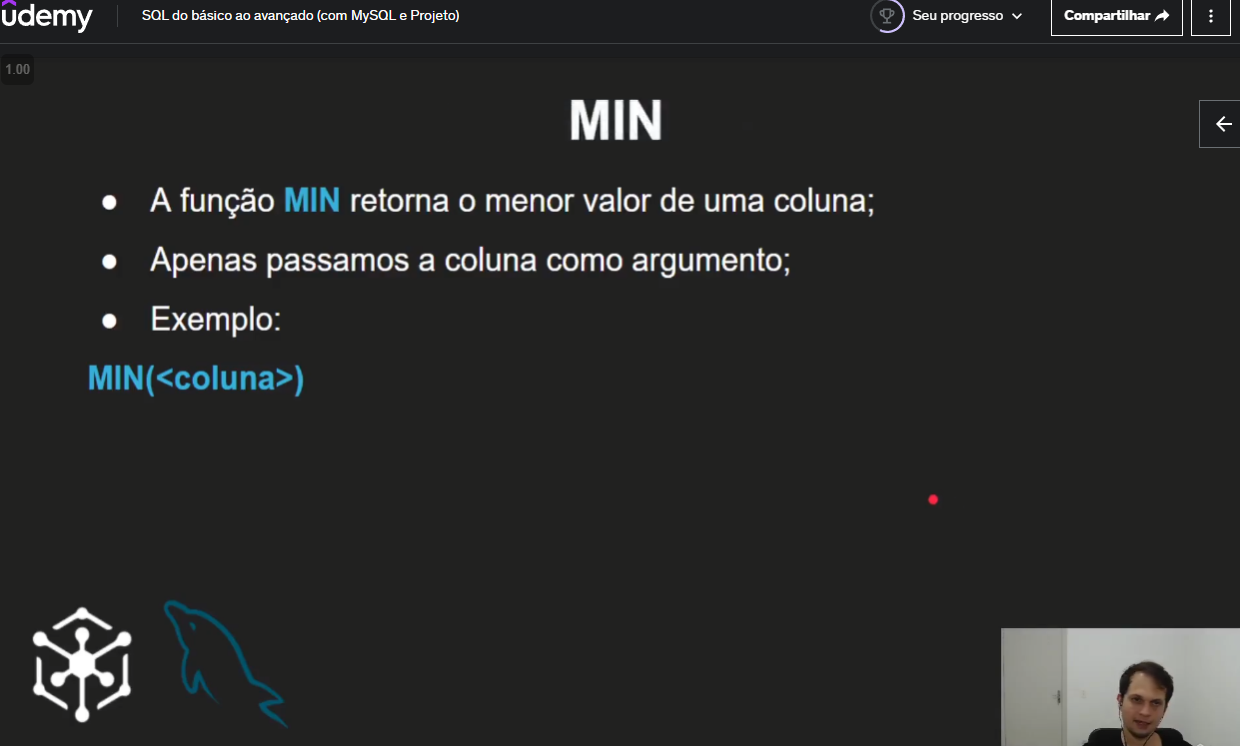 ûdemy
SQL do básico ao avançado (com MySQL e Projeto)
Seu progresso
Compartilhar
1.00
MIN
A função MIN retorna o menor valor de uma coluna;
Apenas passamos a coluna como argumento;
Exemplo:
MIN(<coluna>)